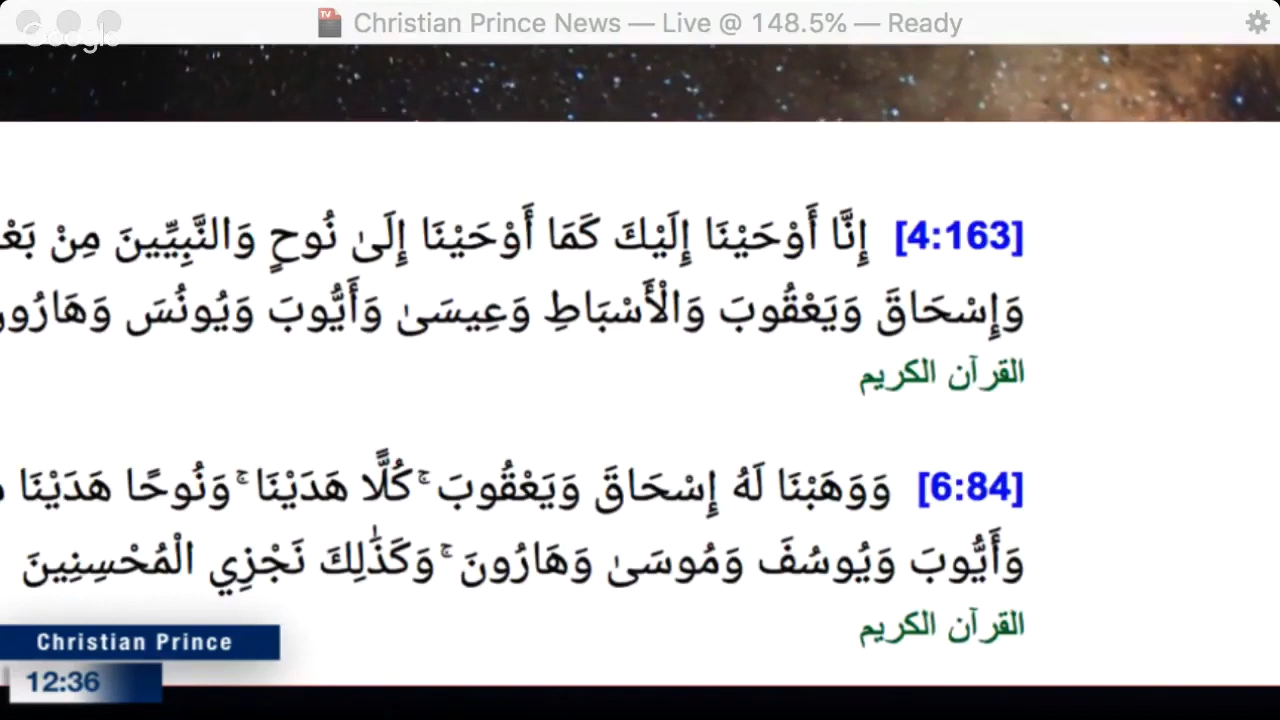 Christian Prince News — Live @ 148.5% — Ready
Google
[4:163] إِنَّا أَوْحَيْنَا إِلَيْكَ كَمَا أَوْحَيْنَا إِلَىٰ نُوحٍ وَالنَّبِيِّينَ مِنْ
وَإِسْحَاقَ وَيَعْقُوبَ وَالْأَسْبَاطِ وَعِيسَىٰ وَأَيُّوبَ وَيُونُسَ
القرآن الكريم
[6:84] وَوَهَبْنَا لَهُ إِسْحَاقَ وَيَعْقُوبَ ۚ كُلًّا هَدَيْنَا ۚ وَنُوحًا هَدَيْنَا
وَأَيُّوبَ وَيُوسُفَ وَمُوسَىٰ وَهَارُونَ ۚ وَكَذَٰلِكَ نَجْزِي الْمُحْسِنِينَ
القرآن الكريم
Christian Prince
12:36